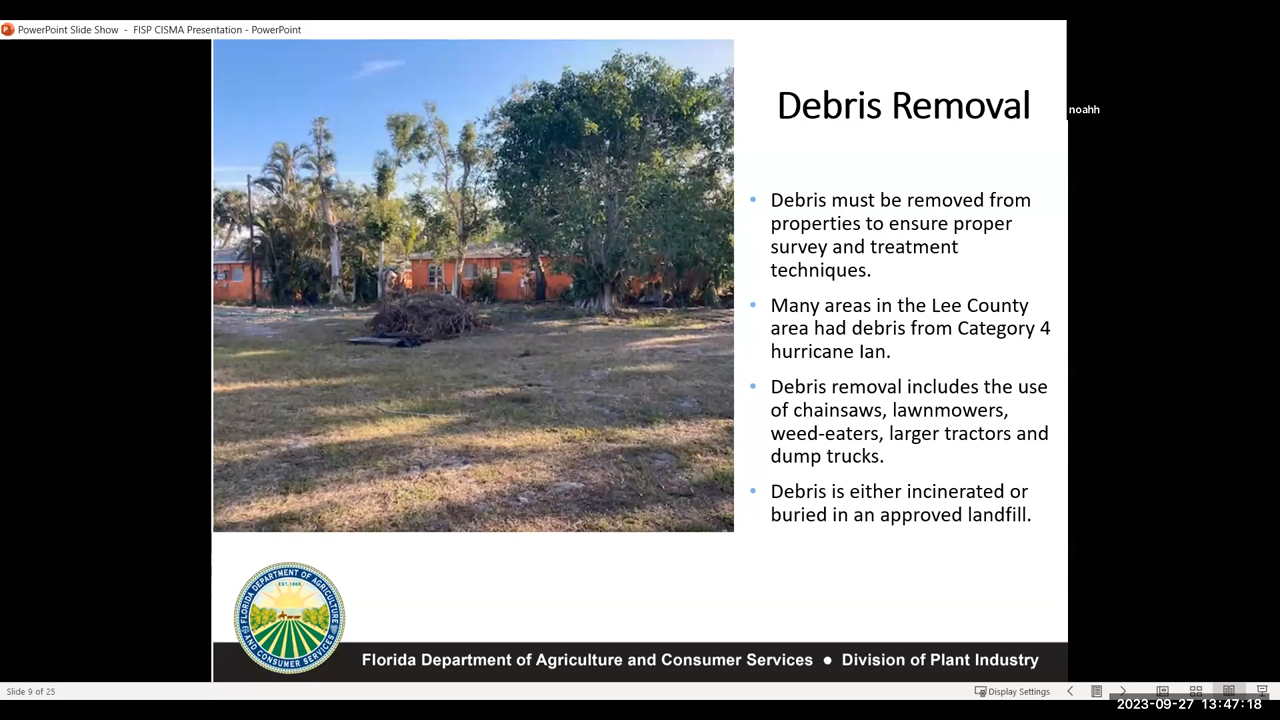 PowerPoint Slide Show - FISP CISMA Presentation - PowerPoint
Debris Removal
noahh
• Debris must be removed from
properties to ensure proper
survey and treatment
techniques.
• Many areas in the Lee County
area had debris from Category 4
hurricane Ian.
• Debris removal includes the use
of chainsaws, lawnmowers,
weed-eaters, larger tractors and
dump trucks.
• Debris is either incinerated or
buried in an approved landfill.
FLORIDA DEPARTMENT OF AGRICULTURE
AND CONSUMER SERVICES
EST. 1868
Florida Department of Agriculture and Consumer Services ● Division of Plant Industry
Slide 9 of 25
Display Settings
2023-09-27 13:47:18